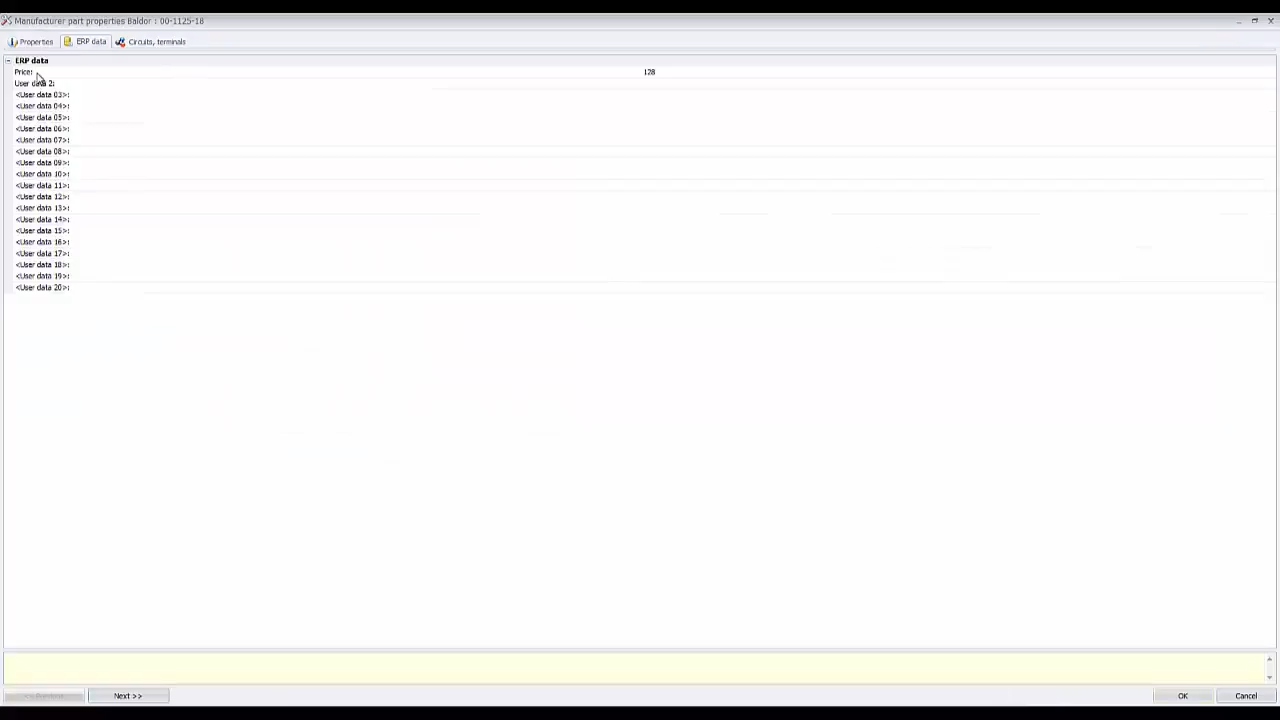 Manufacturer part properties Baldor : 00-1125-18
Properties ERP data Circuits, terminals
ERP data
Price: 128
User data 2:
<User data 03>:
<User data 04>:
<User data 05>:
<User data 06>:
<User data 07>:
<User data 08>:
<User data 09>:
<User data 10>:
<User data 11>:
<User data 12>:
<User data 13>:
<User data 14>:
<User data 15>:
<User data 16>:
<User data 17>:
<User data 18>:
<User data 19>:
<User data 20>:
<< Previous Next >> OK Cancel